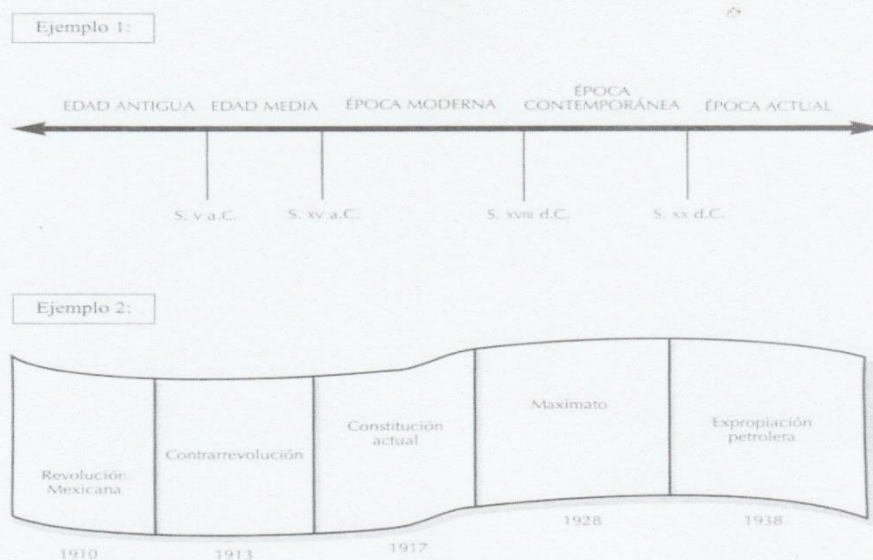 Ejemplo 1:
EDAD ANTIGUA
EDAD MEDIA
ÉPOCA MODERNA
ÉPOCA
CONTEMPORÁNEA
ÉPOCA ACTUAL
S. V a.C.
S. XV a.C.
S. XVIII d.C.
S. XX d.C.
Ejemplo 2:
Revolución
Mexicana
Contrarrevolución
Constitución
actual
Maximato
Expropiación
petrolera
1910
1913
1917
1928
1938